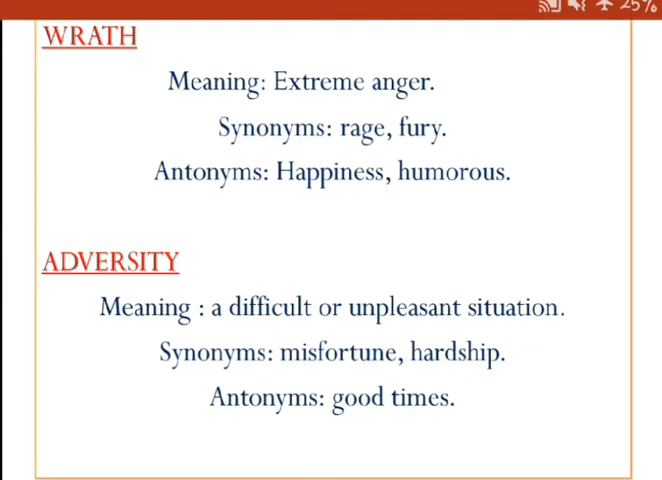 25%
WRATH
Meaning: Extreme anger.
Synonyms: rage, fury.
Antonyms: Happiness, humorous.
ADVERSITY
Meaning : a difficult or unpleasant situation.
Synonyms: misfortune, hardship.
Antonyms: good times.